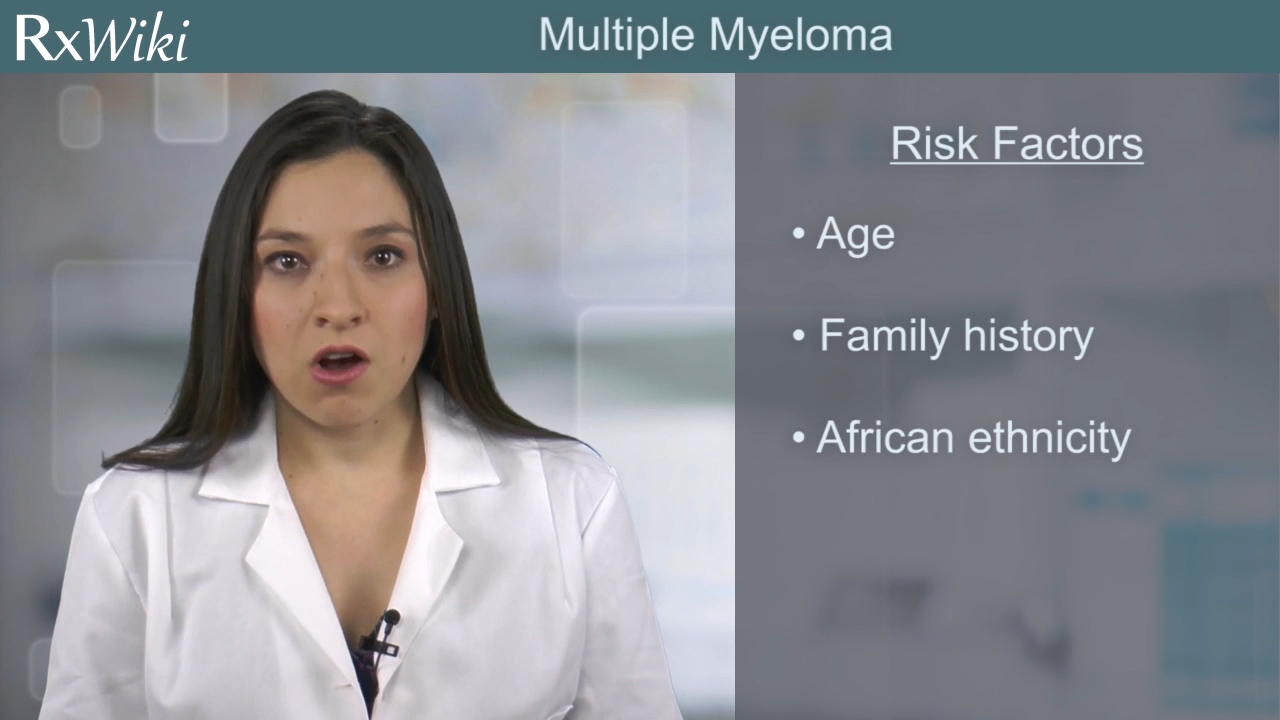 RxWiki
Multiple Myeloma
Risk Factors
• Age
• Family history
• African ethnicity